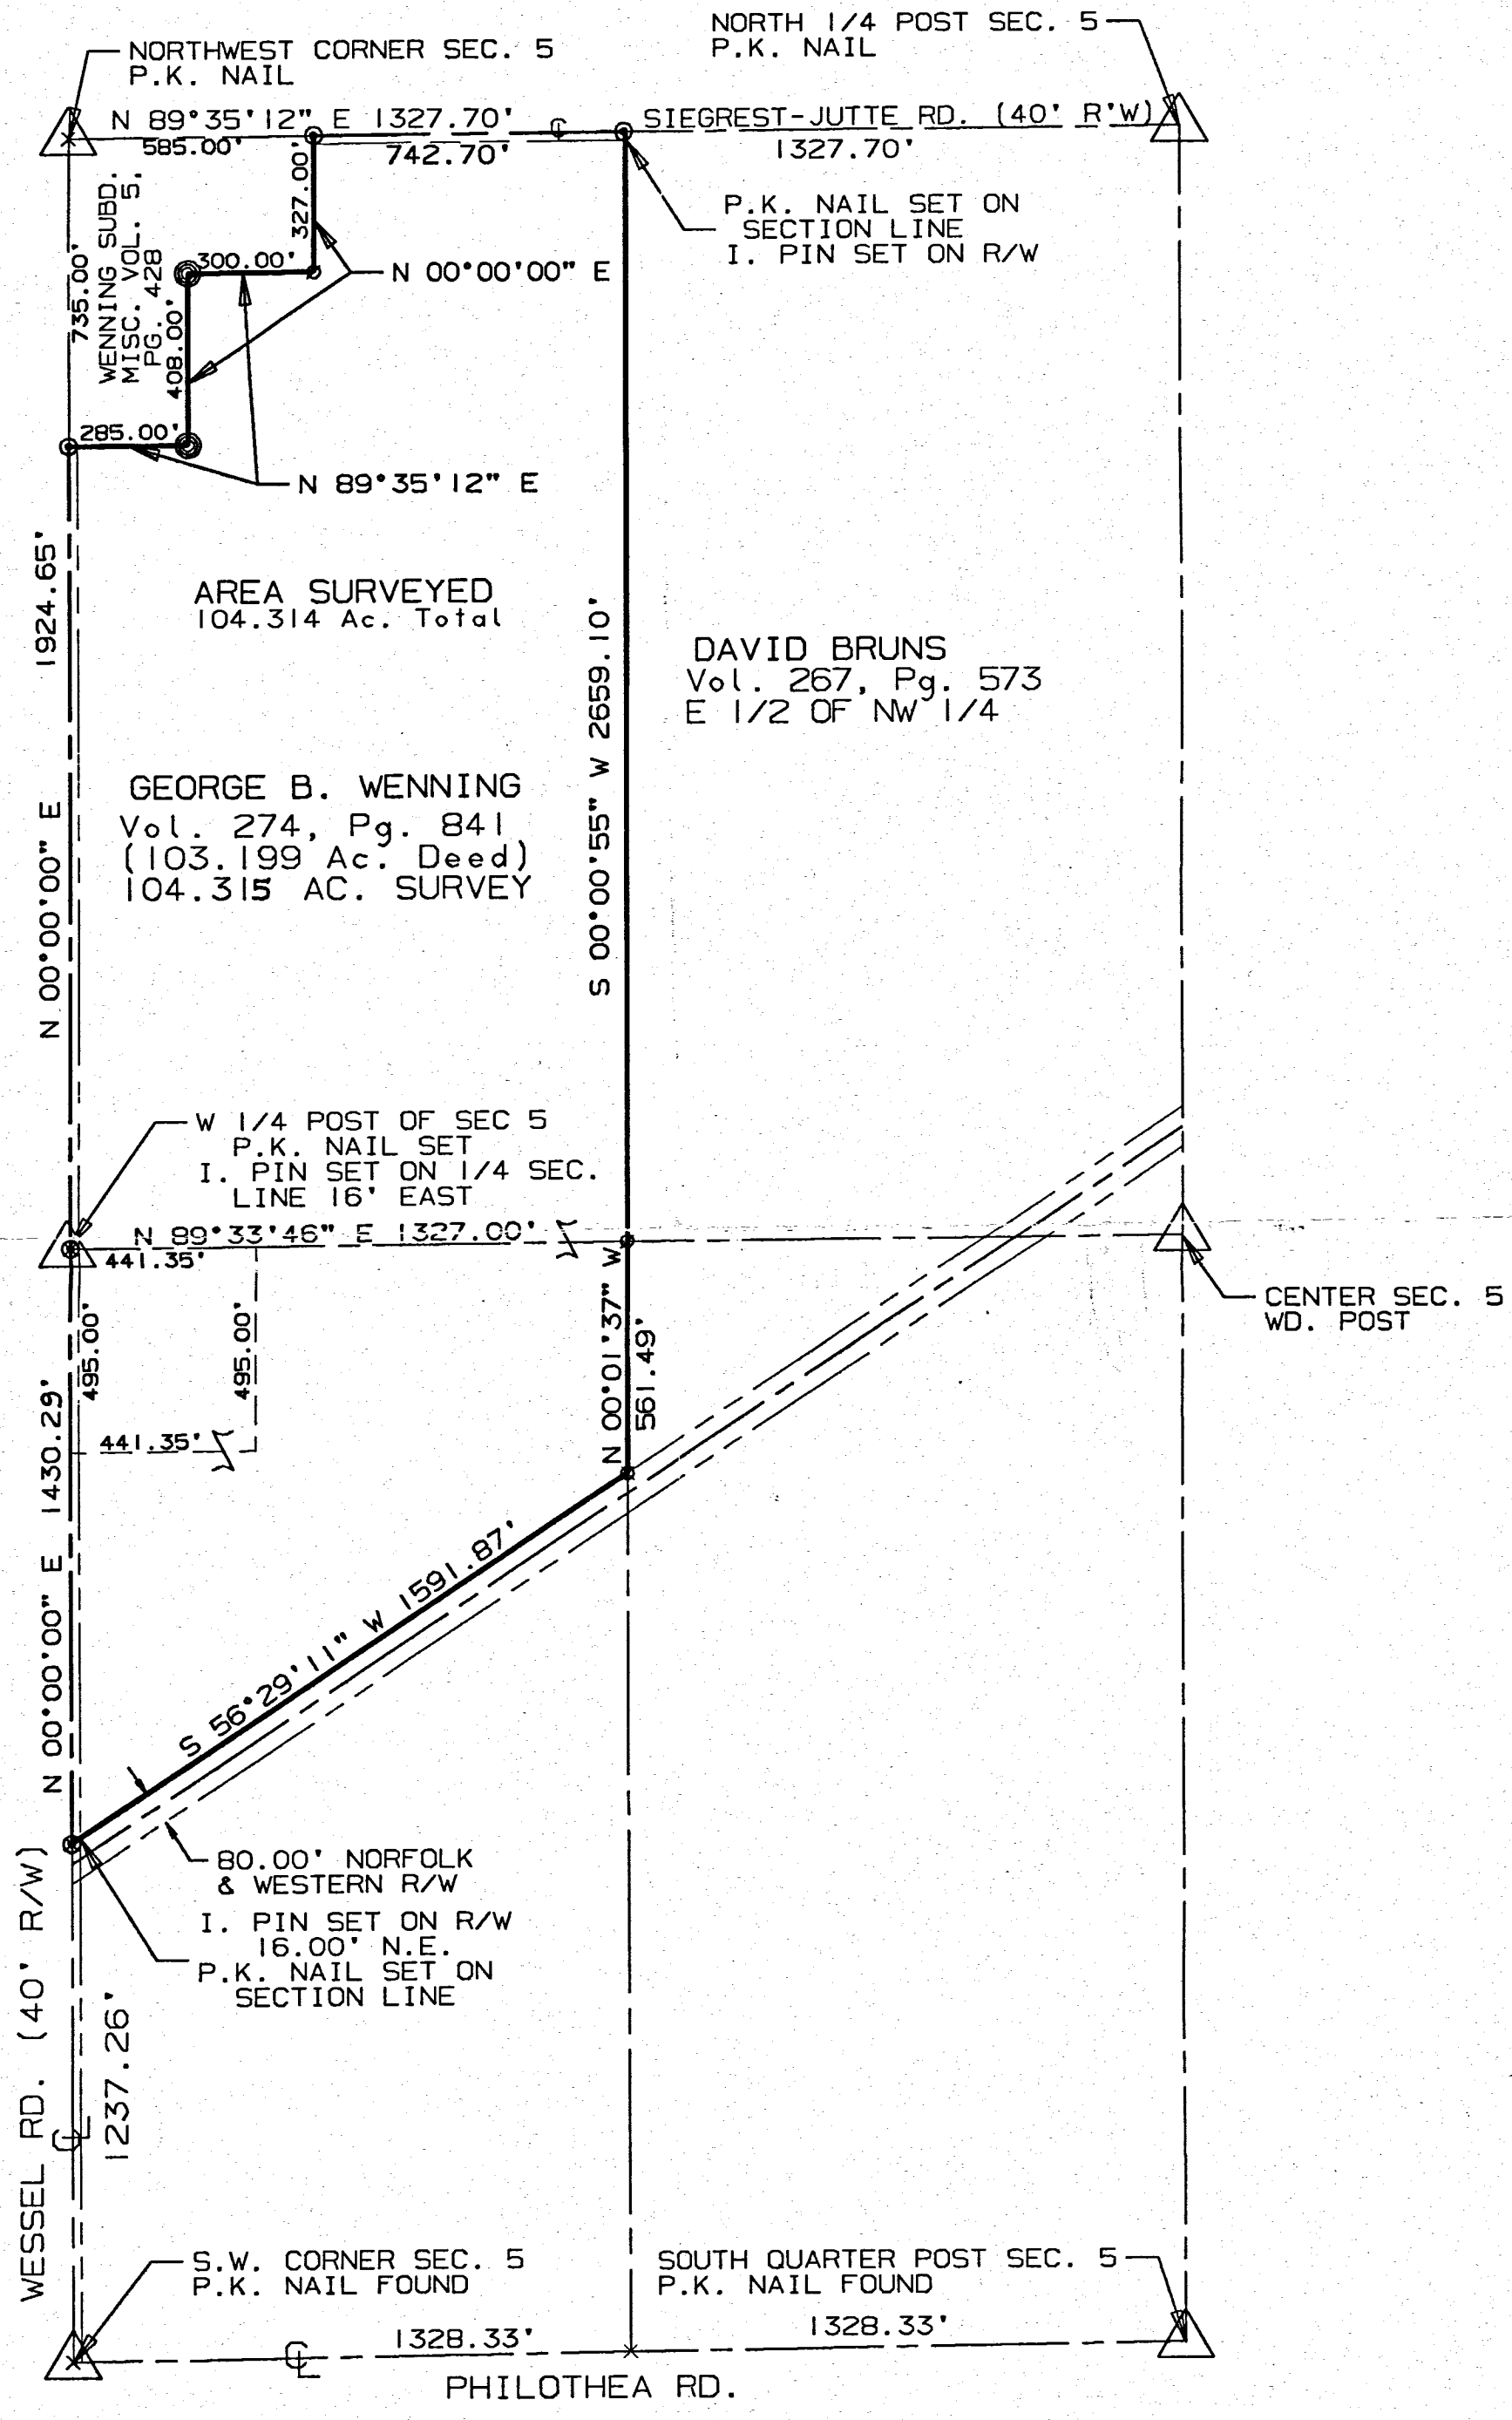 NORTH 1/4 POST SEC. 5
P.K. NAIL
NORTHWEST CORNER SEC. 5
P.K. NAIL
N 89°35'12" E 1327.70'
SIEGREST-JUTTE RD. (40' R'W)
585.00'
742.70'
1327.70'
327.00'
P.K. NAIL SET ON
SECTION LINE
I. PIN SET ON R/W
WENNING SUBD.
MISC. VOL. 5,
PG. 428
735.00'
300.00'
N 00°00'00" E
408.00'
285.00'
N 89°35'12" E
1924.65'
N 00°00'00" E
AREA SURVEYED
104.314 Ac. Total
S 00°00'55" W 2659.10'
DAVID BRUNS
Vol. 267, Pg. 573
E 1/2 OF NW 1/4
GEORGE B. WENNING
Vol. 274, Pg. 841
(103.199 Ac. Deed)
104.315 AC. SURVEY
W 1/4 POST OF SEC 5
P.K. NAIL SET
I. PIN SET ON 1/4 SEC.
LINE 16' EAST
N 89°33'46" E 1327.00'
441.35'
495.00'
495.00'
441.35'
N 00°01'37" W
561.49'
CENTER SEC. 5
WD. POST
N 00°00'00" E 1430.29'
S 56°29'11" W 1591.87'
80.00' NORFOLK
& WESTERN R/W
I. PIN SET ON R/W
16.00' N.E.
P.K. NAIL SET ON
SECTION LINE
WESSEL RD. (40' R/W)
1237.26'
S.W. CORNER SEC. 5
P.K. NAIL FOUND
SOUTH QUARTER POST SEC. 5
P.K. NAIL FOUND
1328.33'
1328.33'
PHILOTHEA RD.